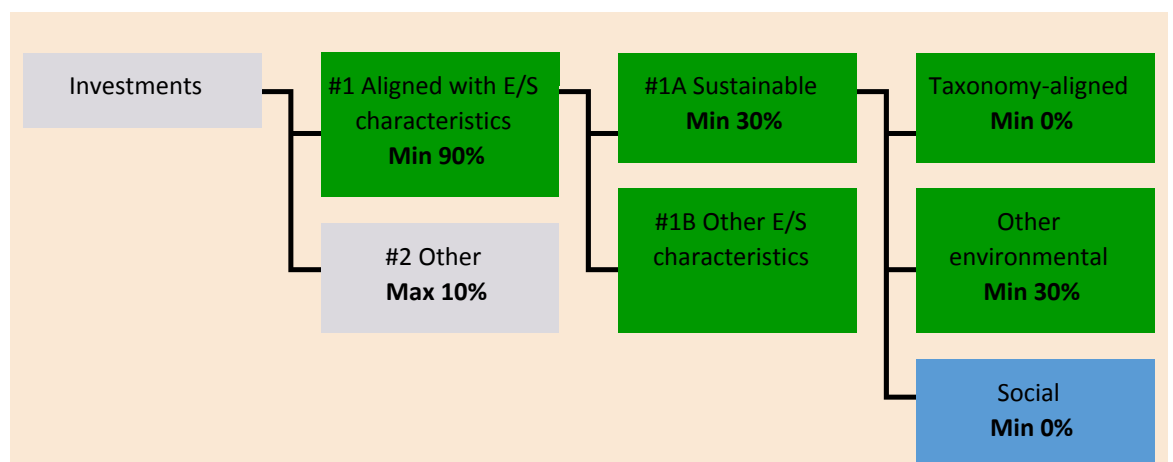 Investments
#1 Aligned with E/S
characteristics
Min 90%
#2 Other
Max 10%
#1A Sustainable
Min 30%
#1B Other E/S
characteristics
Taxonomy-aligned
Min 0%
Other
environmental
Min 30%
Social
Min 0%